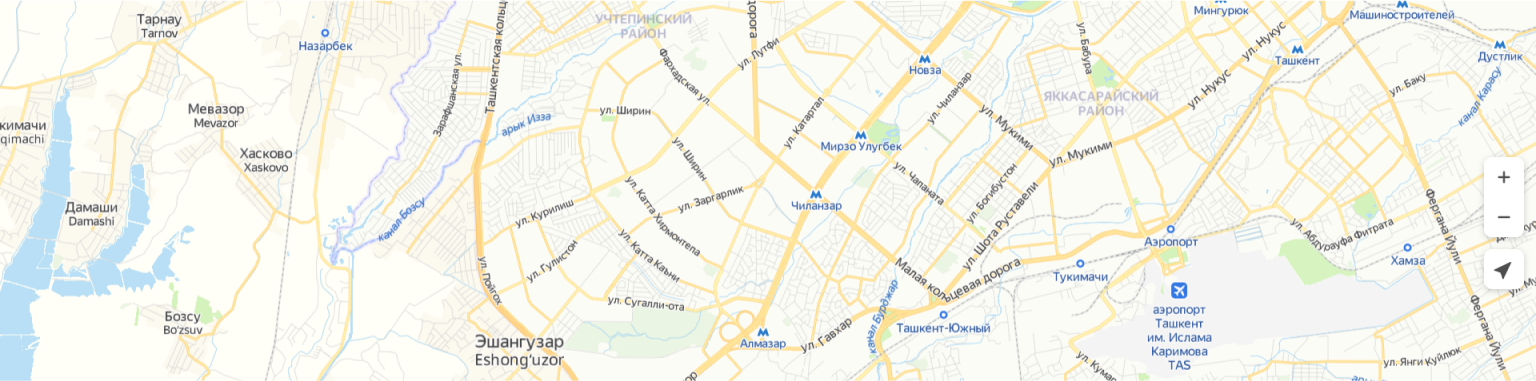 УЧТЕПИНСКИЙ
РАЙОН
дорога
Мингурюк
Машиностроителей
Тарнау
Tarnov
Назарбек
Ташкентская кольц
Зарафшанская ул.
Фархадская ул.
ул. Лутфи
Новза
ул. Бабура
ул. Нукус
Ташкент
Дустлик
Мевазор
Mevazor
арык Изза
ул. Ширин
ул. Катартал
ул. Чиланзар
ул. Мукими
ЯККАСАРАЙСКИЙ
РАЙОН
ул. Нукус
ул. Баку
канал Карасу
кимачи
qimachi
Хасково
Xaskovo
ул. Ширин
Мирзо Улугбек
ул. Мукими
Дамаши
Damashi
канал Бозсу
ул. Курилиш
ул. Катта Хирмонтепа
ул. Заргарлик
Чиланзар
ул. Чапаната
ул. Богибустон
ул. Шота Руставели
Аэропорт
ул. Абдурауфа Фитрата
Фергана Йули
Хамза
ул. Пойгох
ул. Гулистон
ул. Катта Каъни
Малая кольцевая дорога
Тукимачи
Бозсу
Bo'zsuv
ул. Сугалли-ота
Эшангузар
Eshong'uzor
Алмазар
ул. Гавхар
канал Бурджар
Ташкент-Южный
аэропорт
Ташкент
им. Ислама
Каримова
TAS
ул. Кумар
ул. Янги Куйлюк
Фергана Йули